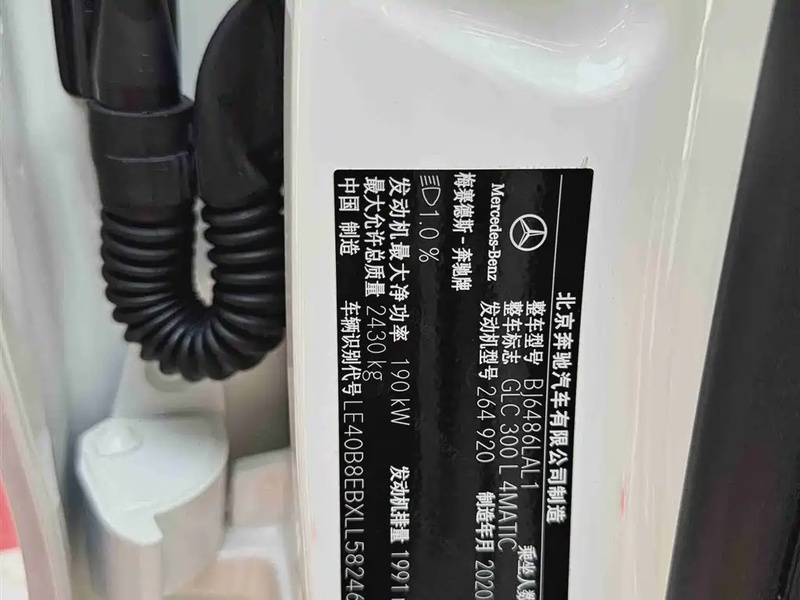 北京奔驰汽车有限公司制造
Mercedes-Benz
梅赛德斯-奔驰牌
整车型号 BJ6486LAL1
乘坐人数
整车标志 GLC 300 L 4MATIC
发动机型号 264 920
制造年月 2020
1.0 %
发动机最大净功率 190 kW
发动机排量 1991
最大允许总质量 2430 kg
中国 制造
车辆识别代号 LE40B8EBXLL58246